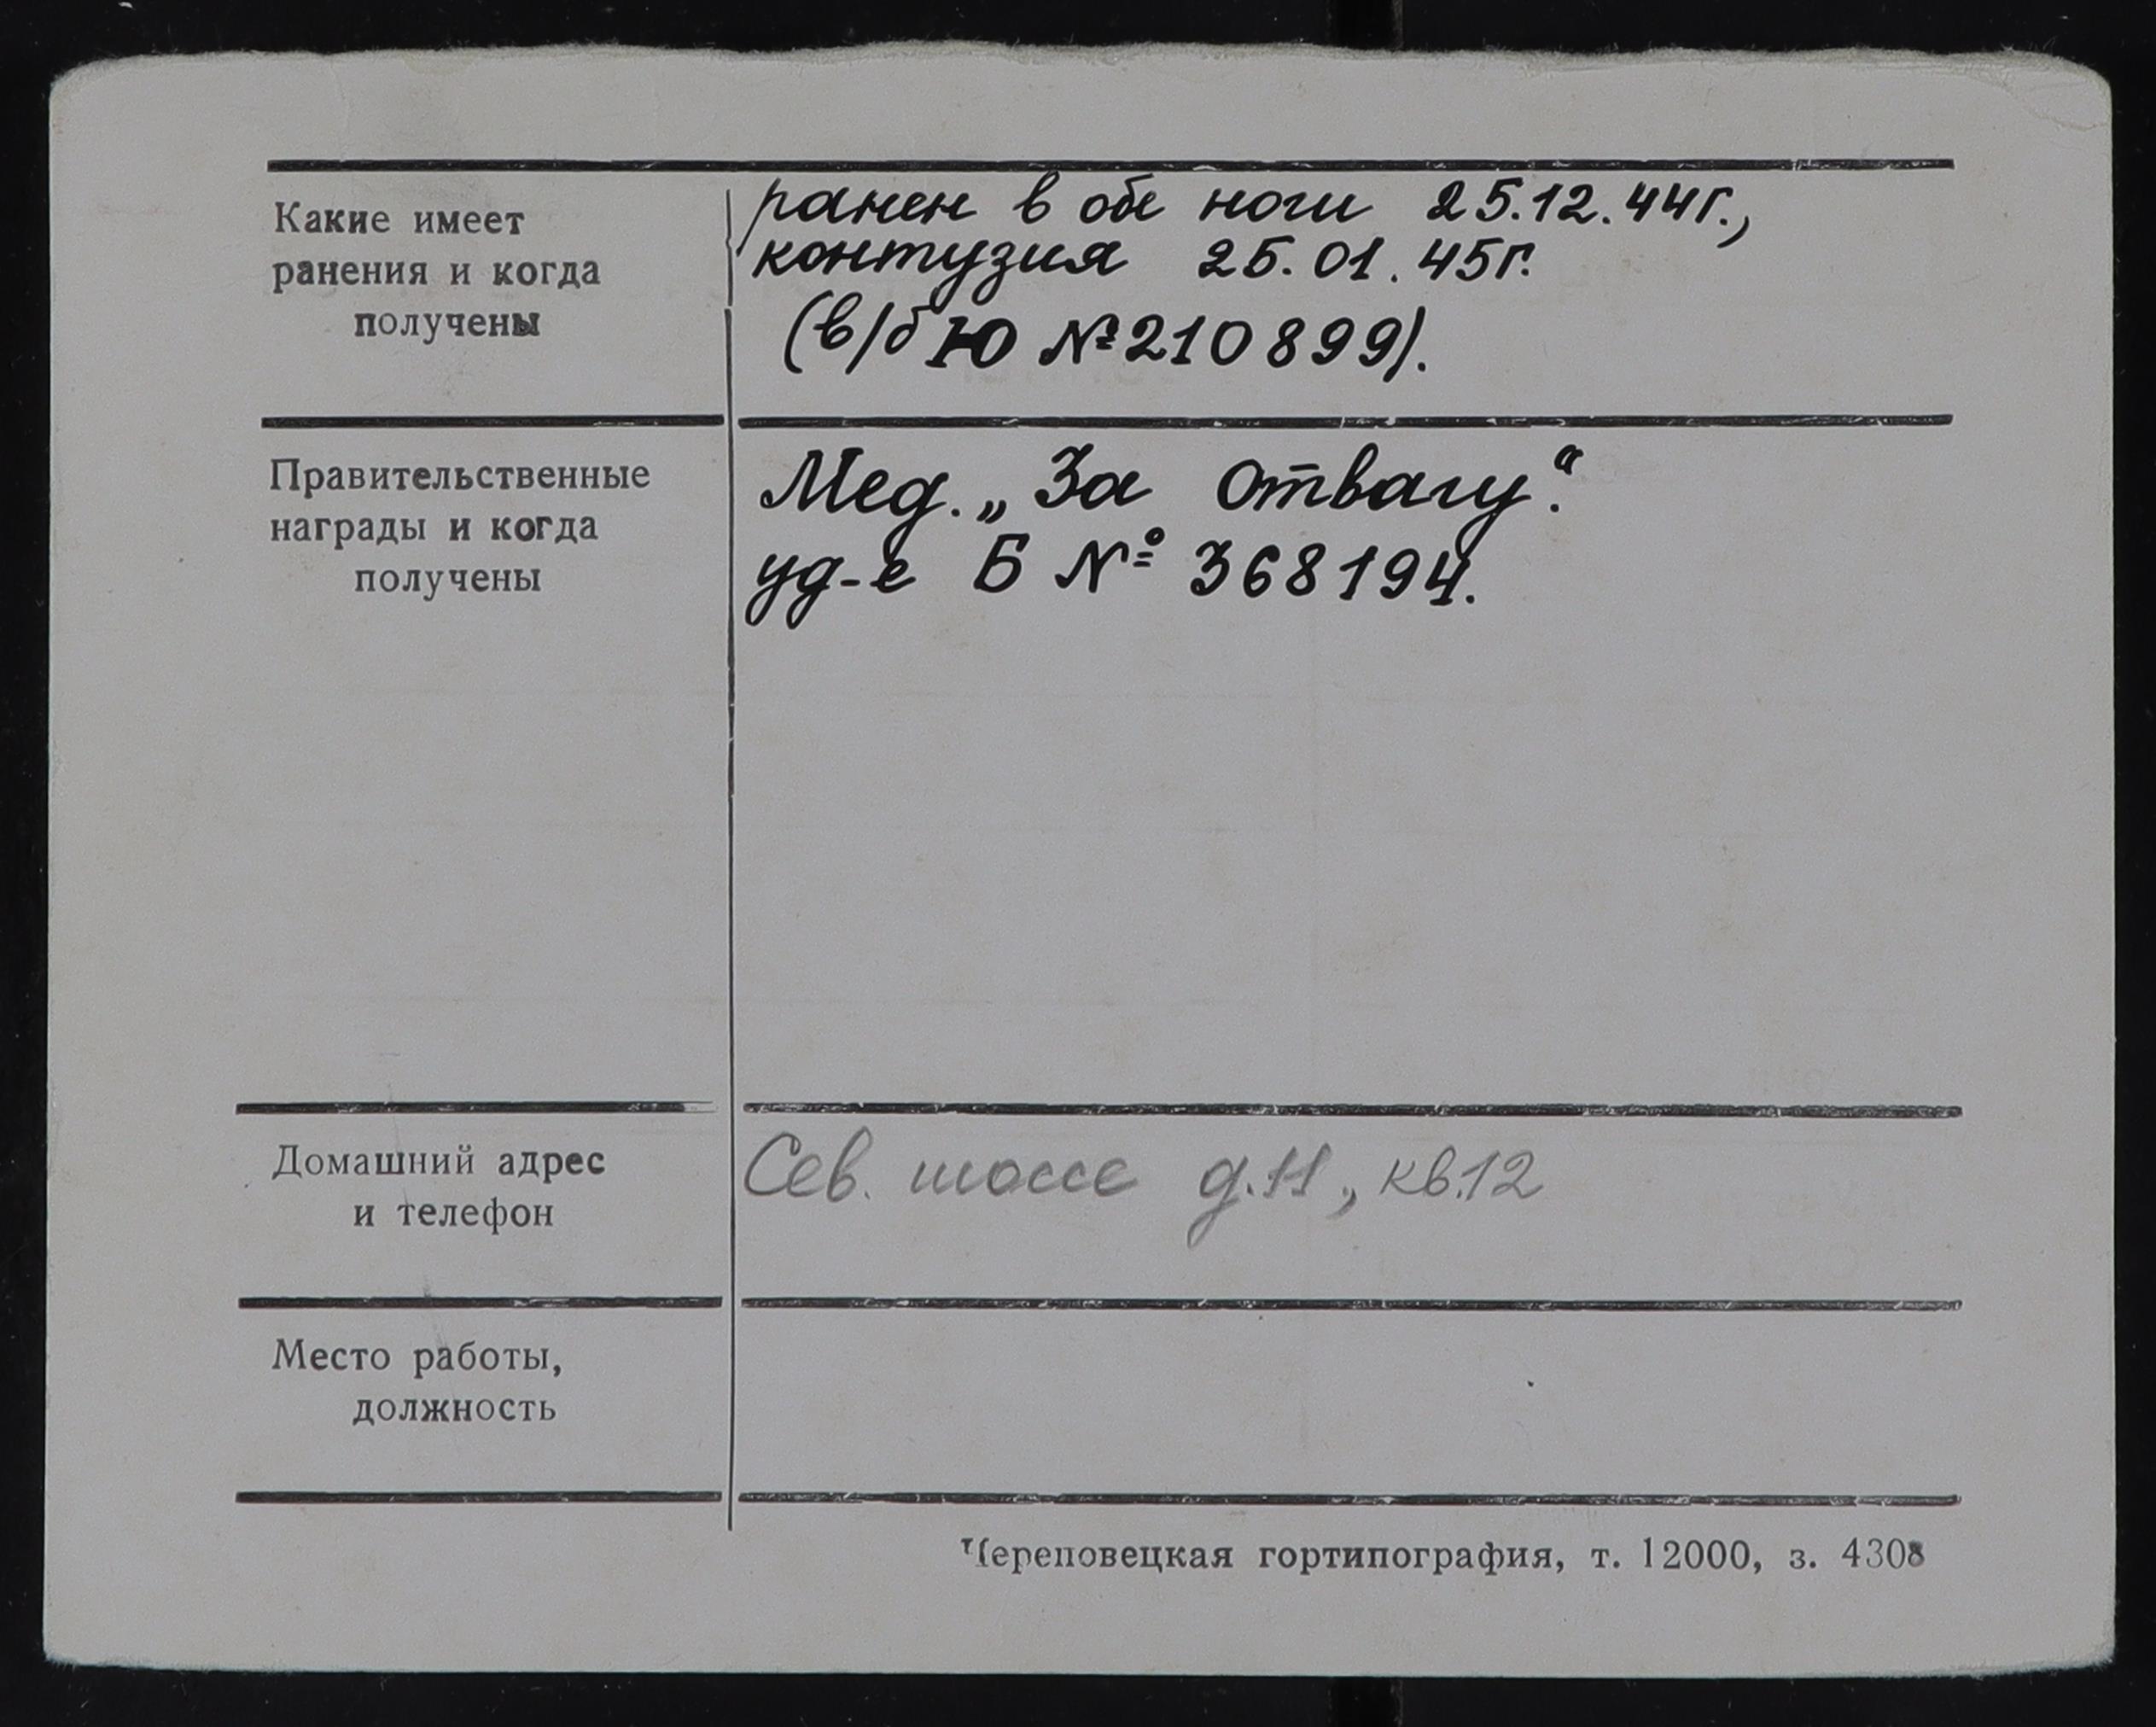 Какие имеет
ранения и когда
получены
ранен в обе ноги 25.12.44г.,
контузия 25.01.45г.
(в/б Ю №210899).
Правительственные
награды и когда
получены
Мед. „За отвагу“.
уд-е Б № 368194.
Домашний адрес
и телефон
Сев. шоссе д.11, кв.12
Место работы,
должность
Череповецкая гортипография, т. 12000, з. 4308